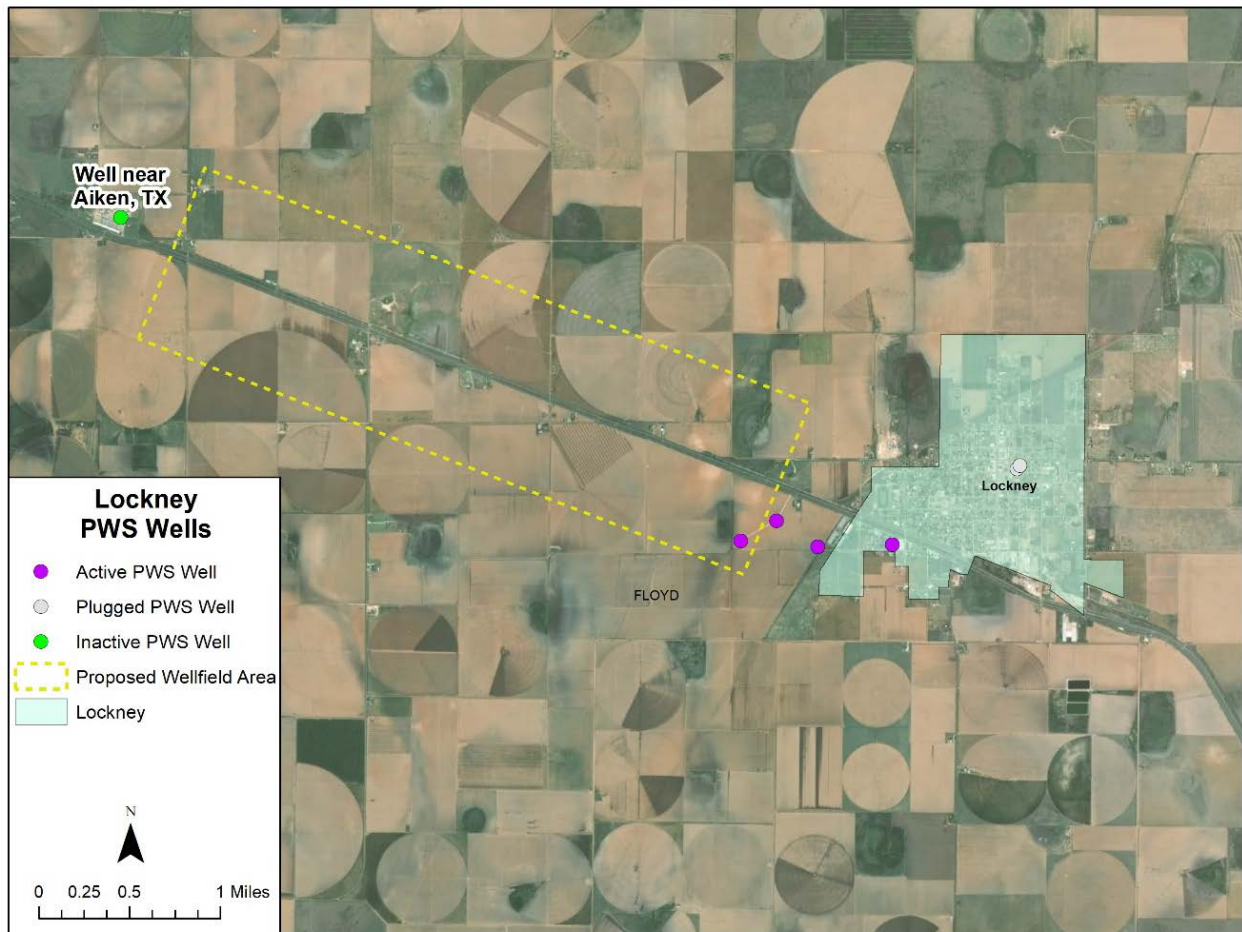 Well near
Aiken, TX
Lockney
FLOYD
Lockney
PWS Wells
Active PWS Well
Plugged PWS Well
Inactive PWS Well
Proposed Wellfield Area
Lockney
N
0 0.25 0.5 1 Miles